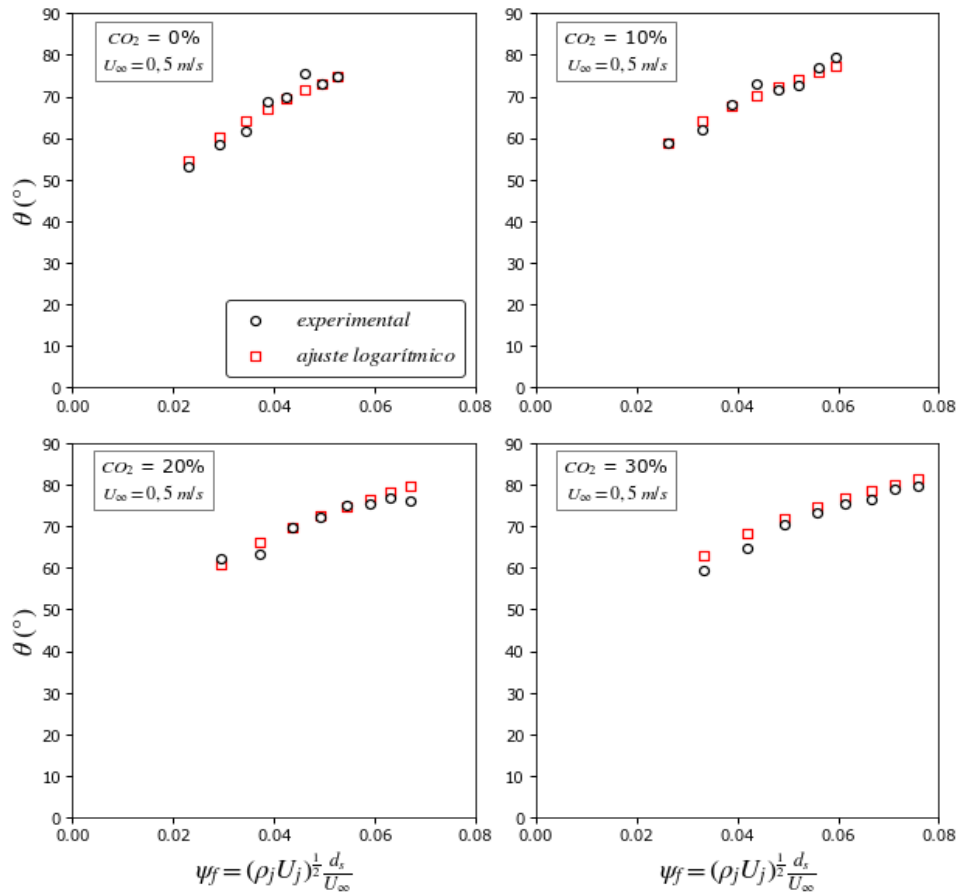 CO₂ = 0%
U∞ = 0, 5 m/s
90
80
70
60
50
40
30
20
10
0
θ (°)
experimental
ajuste logarítmico
0.00 0.02 0.04 0.06 0.08
CO₂ = 10%
U∞ = 0, 5 m/s
90
80
70
60
50
40
30
20
10
0
0.00 0.02 0.04 0.06 0.08
CO₂ = 20%
U∞ = 0, 5 m/s
90
80
70
60
50
40
30
20
10
0
θ (°)
0.00 0.02 0.04 0.06 0.08
ψf = (ρj Uj)^½ ds/U∞
CO₂ = 30%
U∞ = 0, 5 m/s
90
80
70
60
50
40
30
20
10
0
0.00 0.02 0.04 0.06 0.08
ψf = (ρj Uj)^½ ds/U∞